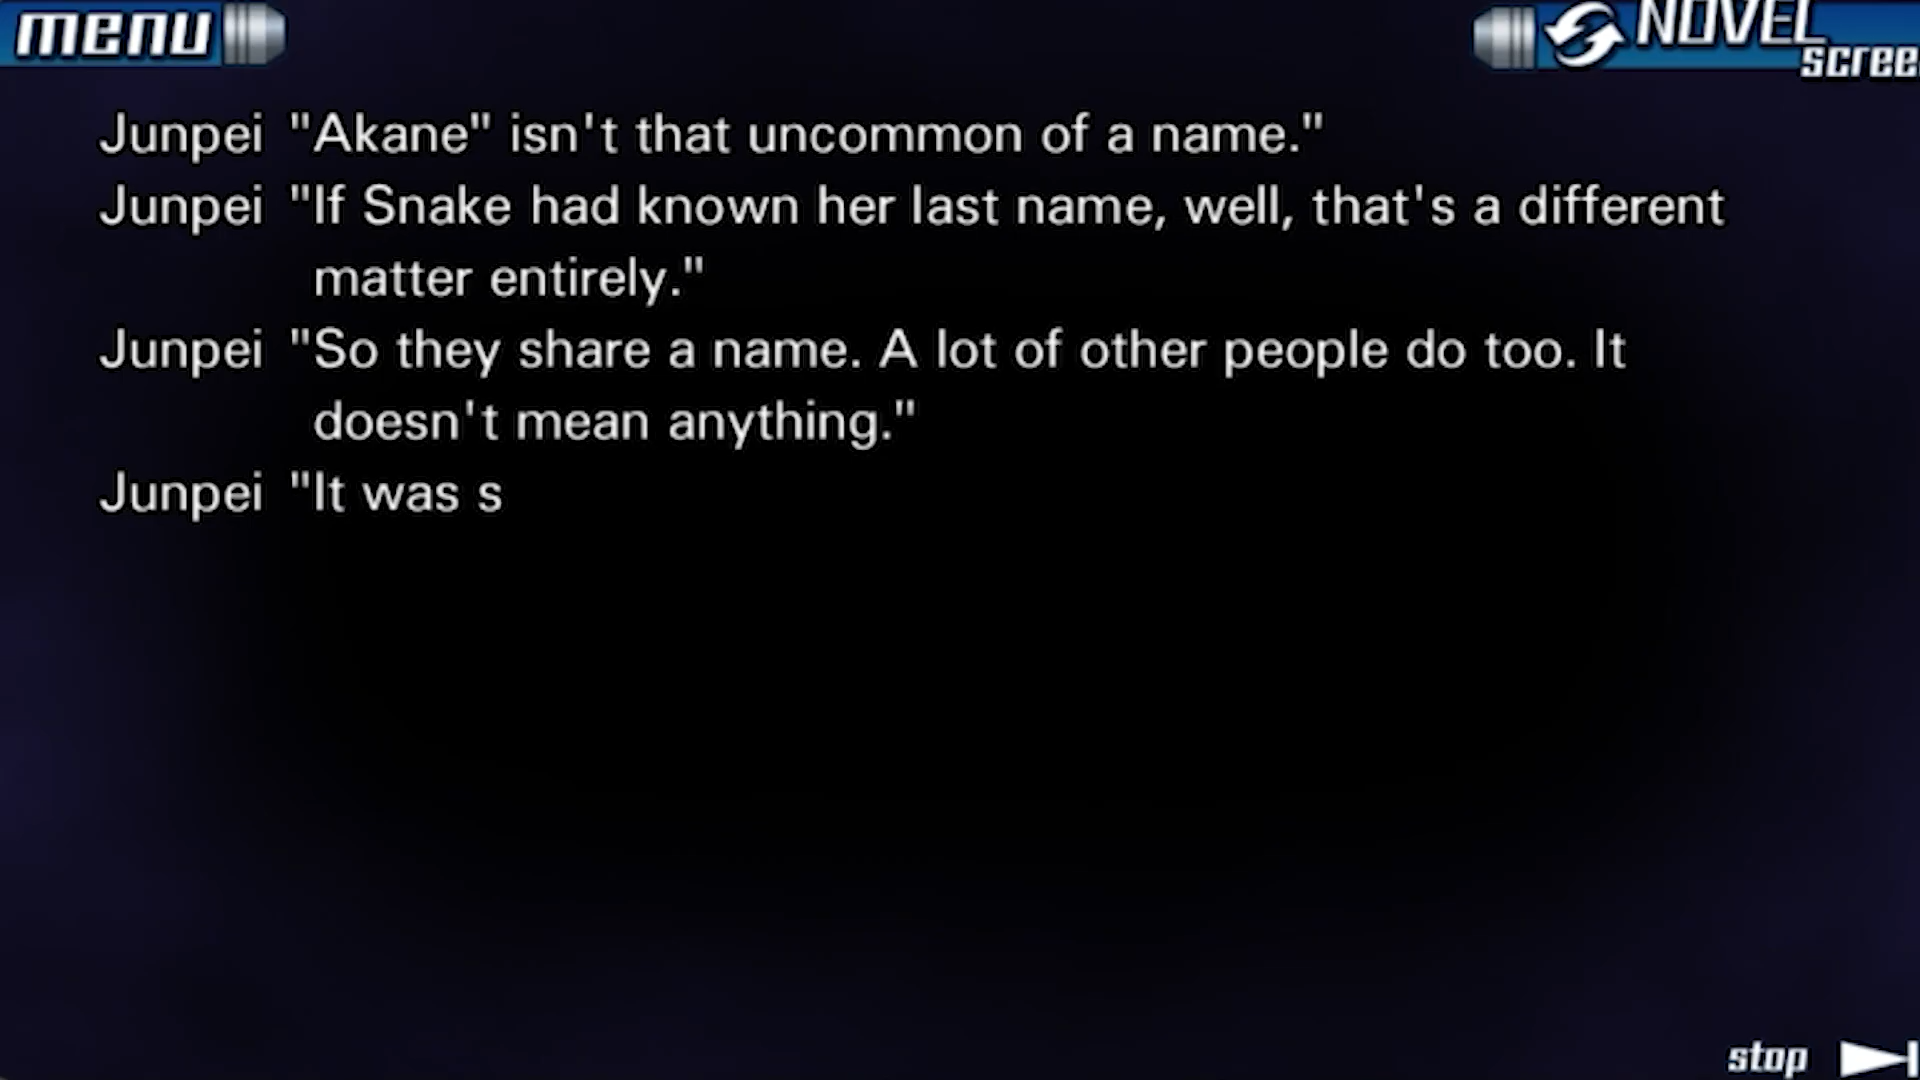 menu
NOVEL
scree
Junpei "Akane" isn't that uncommon of a name."
Junpei "If Snake had known her last name, well, that's a different
matter entirely."
Junpei "So they share a name. A lot of other people do too. It
doesn't mean anything."
Junpei "It was s
stop